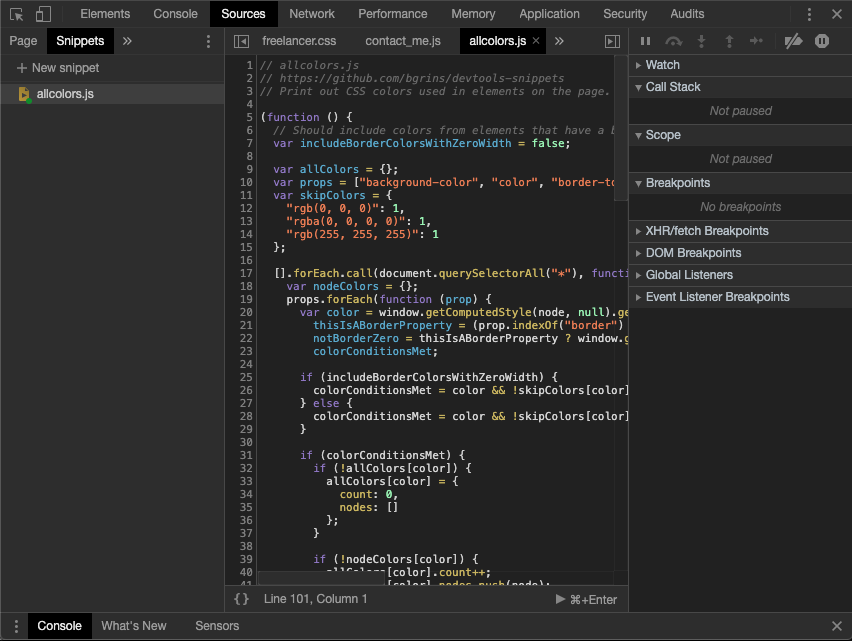 Elements Console Sources Network Performance Memory Application Security Audits
Page Snippets »
freelancer.css contact_me.js allcolors.js × »
+ New snippet
allcolors.js
1 // allcolors.js
2 // https://github.com/bgrins/devtools-snippets
3 // Print out CSS colors used in elements on the page.
4
5 (function () {
6   // Should include colors from elements that have a b
7   var includeBorderColorsWithZeroWidth = false;
8
9   var allColors = {};
10   var props = ["background-color", "color", "border-to
11   var skipColors = {
12     "rgb(0, 0, 0)": 1,
13     "rgba(0, 0, 0, 0)": 1,
14     "rgb(255, 255, 255)": 1
15   };
16
17   [].forEach.call(document.querySelectorAll("*"), functi
18     var nodeColors = {};
19     props.forEach(function (prop) {
20       var color = window.getComputedStyle(node, null).ge
21         thisIsABorderProperty = (prop.indexOf("border")
22         notBorderZero = thisIsABorderProperty ? window.g
23         colorConditionsMet;
24
25       if (includeBorderColorsWithZeroWidth) {
26         colorConditionsMet = color && !skipColors[color]
27       } else {
28         colorConditionsMet = color && !skipColors[color]
29       }
30
31       if (colorConditionsMet) {
32         if (!allColors[color]) {
33           allColors[color] = {
34             count: 0,
35             nodes: []
36           };
37         }
38
39         if (!nodeColors[color]) {
40           allColors[color].count++;
41 [color].nodes.push(node);
{} Line 101, Column 1
⌘+Enter
Watch
Call Stack
Not paused
Scope
Not paused
Breakpoints
No breakpoints
XHR/fetch Breakpoints
DOM Breakpoints
Global Listeners
Event Listener Breakpoints
Console What's New Sensors